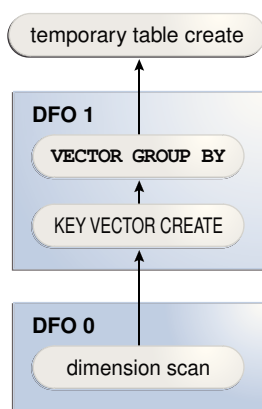 temporary table create
DFO 1
VECTOR GROUP BY
KEY VECTOR CREATE
DFO 0
dimension scan